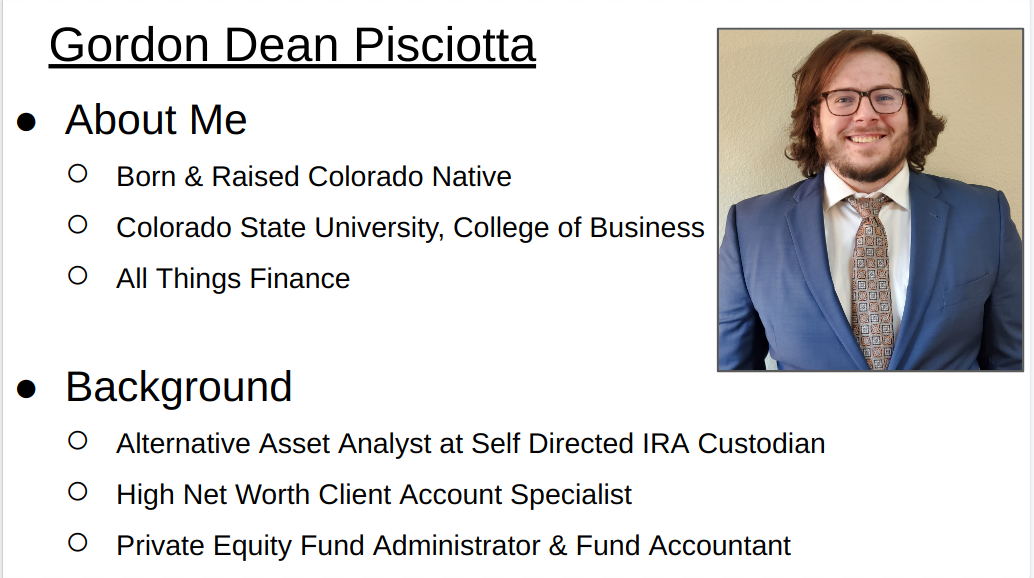 Gordon Dean Pisciotta
● About Me
○ Born & Raised Colorado Native
○ Colorado State University, College of Business
○ All Things Finance
● Background
○ Alternative Asset Analyst at Self Directed IRA Custodian
○ High Net Worth Client Account Specialist
○ Private Equity Fund Administrator & Fund Accountant